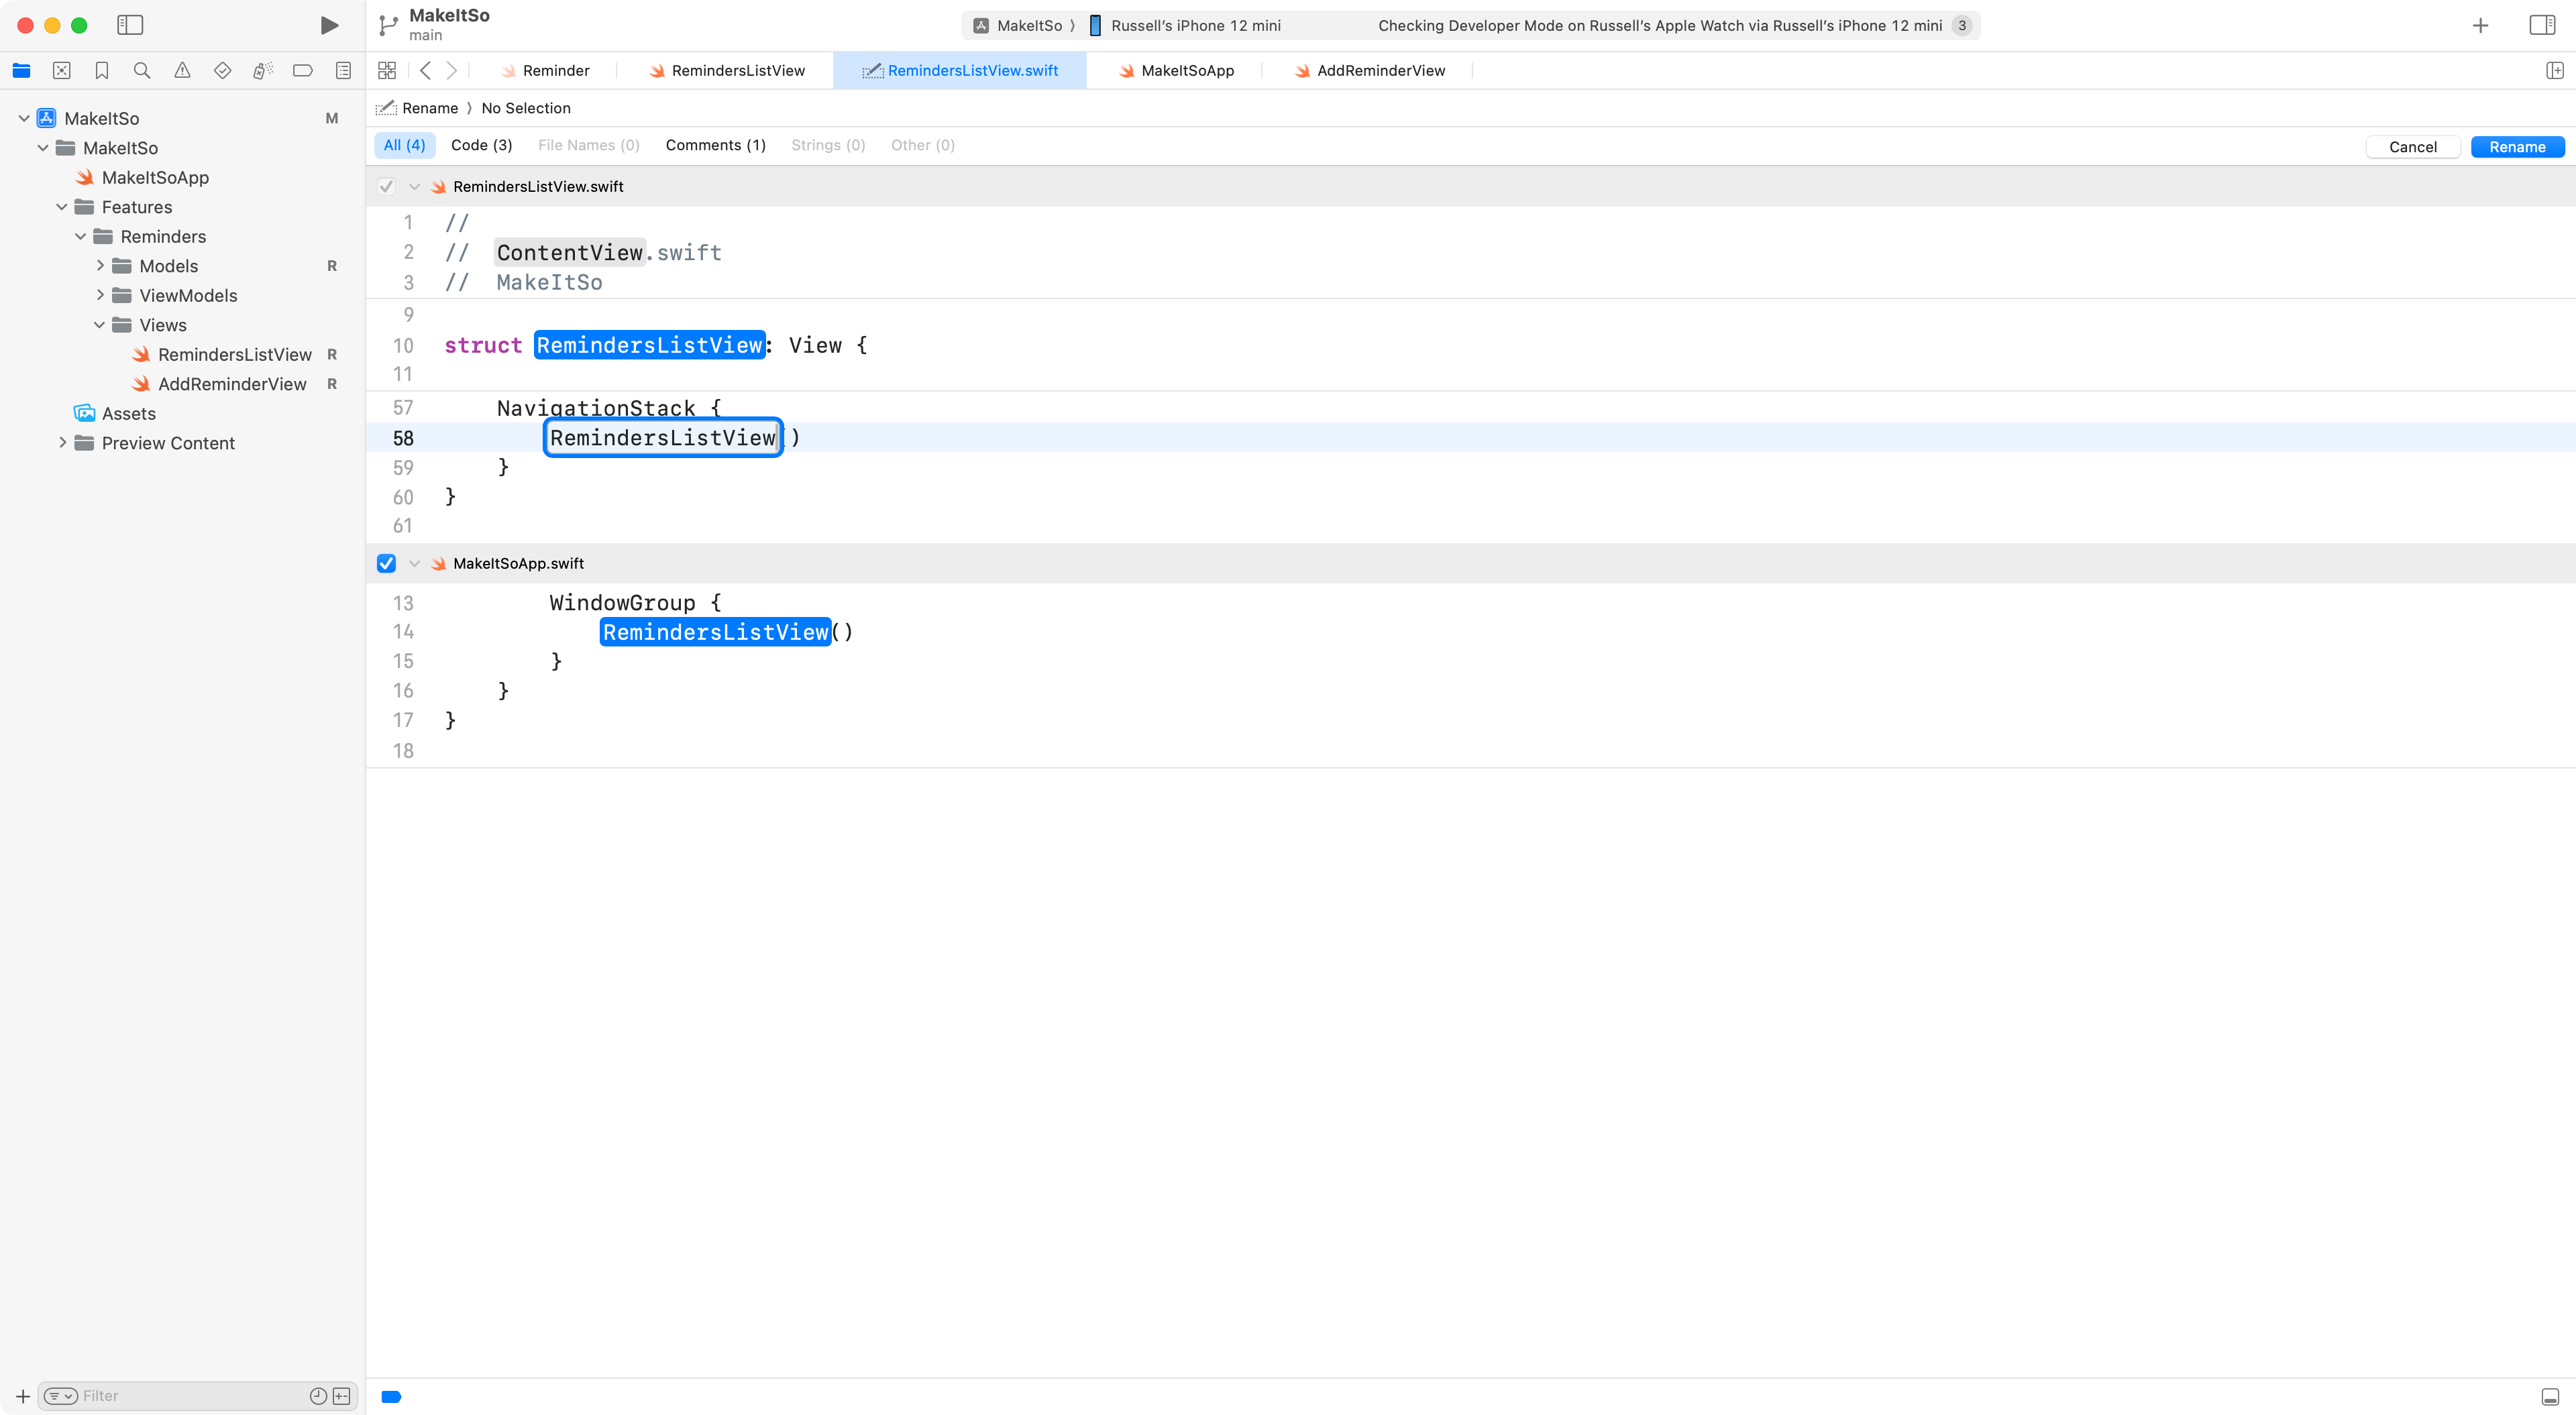 MakeItSo
main
MakeItSo ⟩ Russell's iPhone 12 mini
Checking Developer Mode on Russell's Apple Watch via Russell's iPhone 12 mini 3
Reminder
RemindersListView
RemindersListView.swift
MakeItSoApp
AddReminderView
Rename ⟩ No Selection
All (4) Code (3) File Names (0) Comments (1) Strings (0) Other (0)
Cancel
Rename
MakeItSo M
MakeItSo
MakeItSoApp
Features
Reminders
Models R
ViewModels
Views
RemindersListView R
AddReminderView R
Assets
Preview Content
RemindersListView.swift
1 //
2 // ContentView.swift
3 // MakeItSo
9
10 struct RemindersListView: View {
11
57 NavigationStack {
58 RemindersListView)
59 }
60 }
61
MakeItSoApp.swift
13 WindowGroup {
14 RemindersListView()
15 }
16 }
17 }
18
Filter